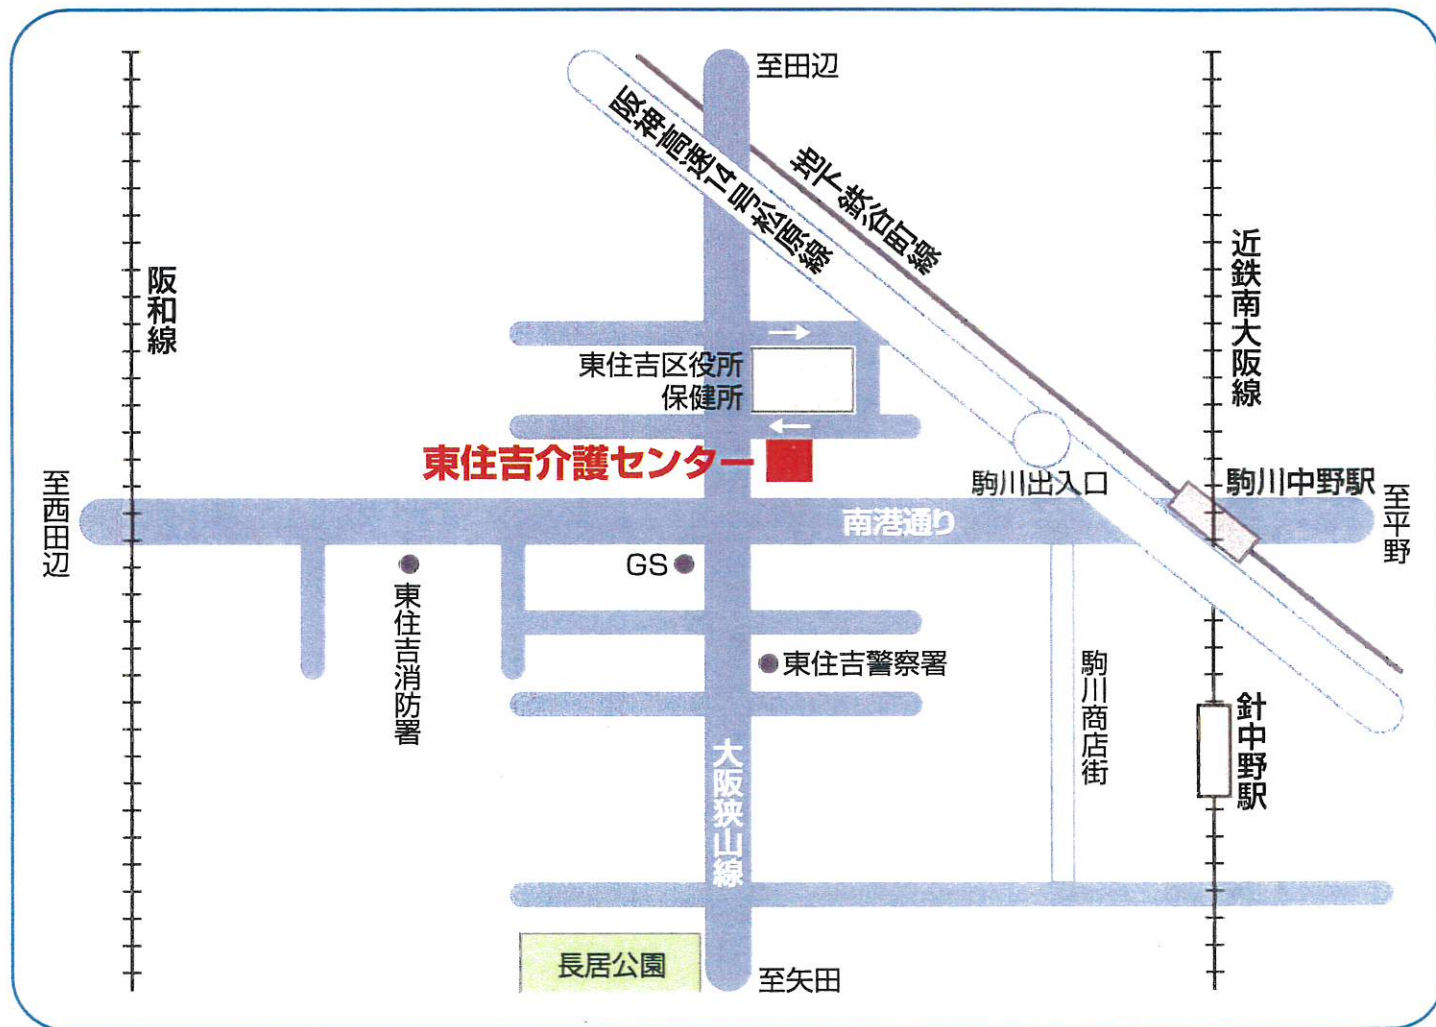 至田辺
阪神高速14号松原線
地下鉄谷町線
近鉄南大阪線
阪和線
東住吉区役所
保健所
東住吉介護センター
駒川出入口
駒川中野駅
至西田辺
南港通り
至平野
GS
東住吉消防署
東住吉警察署
駒川商店街
針中野駅
大阪狭山線
長居公園
至矢田